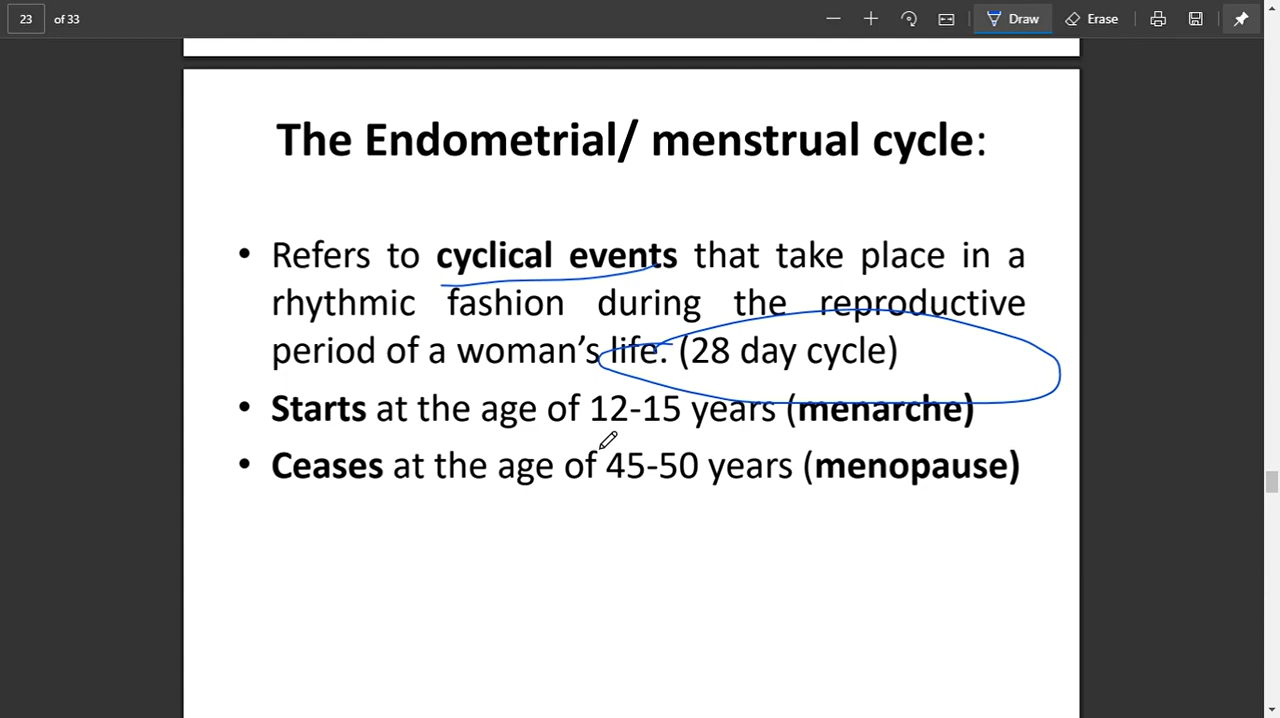 23 of 33 Draw Erase
The Endometrial/ menstrual cycle:
• Refers to cyclical events that take place in a
rhythmic fashion during the reproductive
period of a woman’s life. (28 day cycle)
• Starts at the age of 12-15 years (menarche)
• Ceases at the age of 45-50 years (menopause)